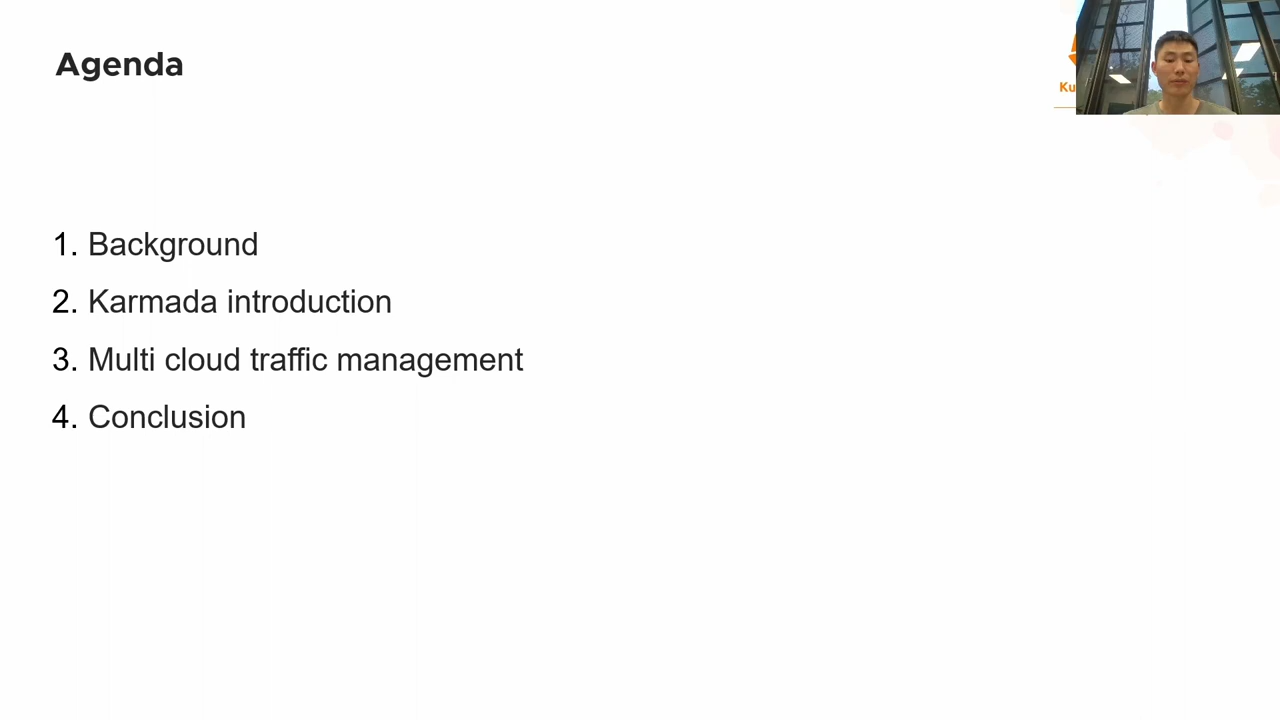 Agenda
1. Background
2. Karmada introduction
3. Multi cloud traffic management
4. Conclusion